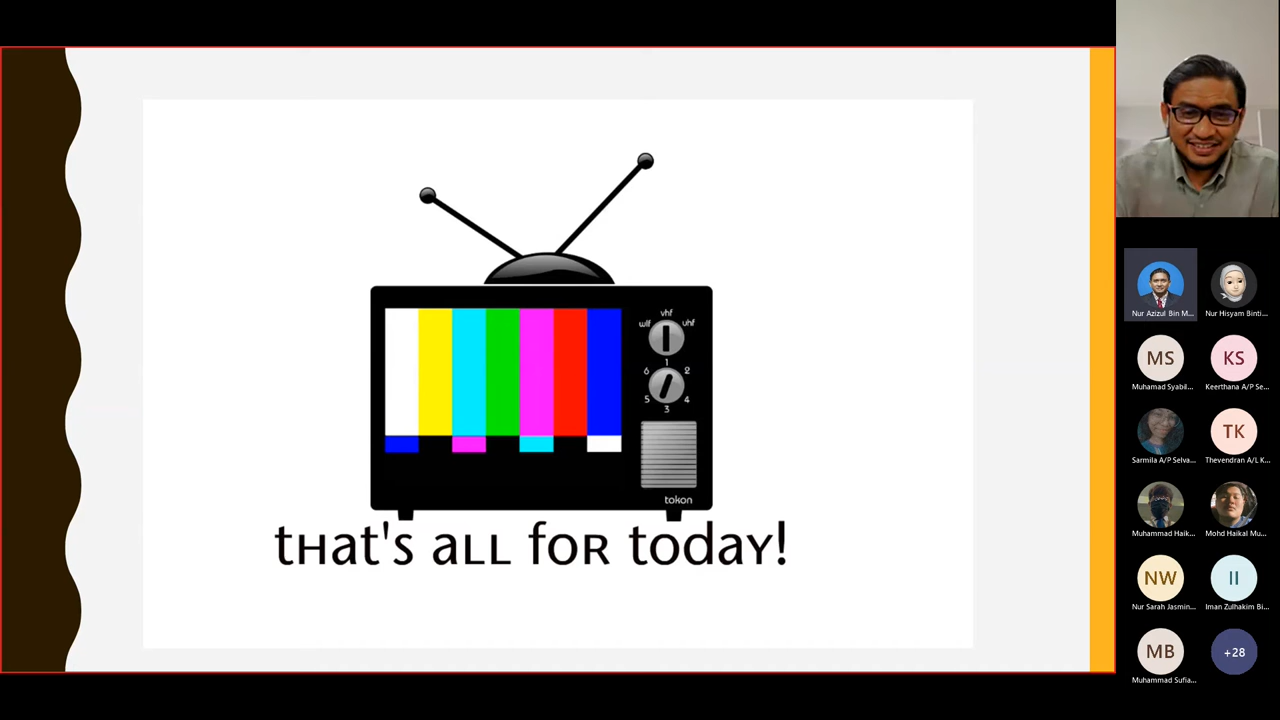 vhf
wlf uhf
1
6 2
5 4
3
tokon
tHat's aLL foR todaY!
Nur Azizul Bin M...
Nur Hisyam Binti...
MS
KS
Muhamad Syabil...
Keerthana A/P Se...
TK
Sarmila A/P Selva...
Thevendran A/L K...
Muhammad Haik...
Mohd Haikal Mu...
NW
II
Nur Sarah Jasmin...
Iman Zulhakim Bi...
MB
+28
Muhammad Sufia...